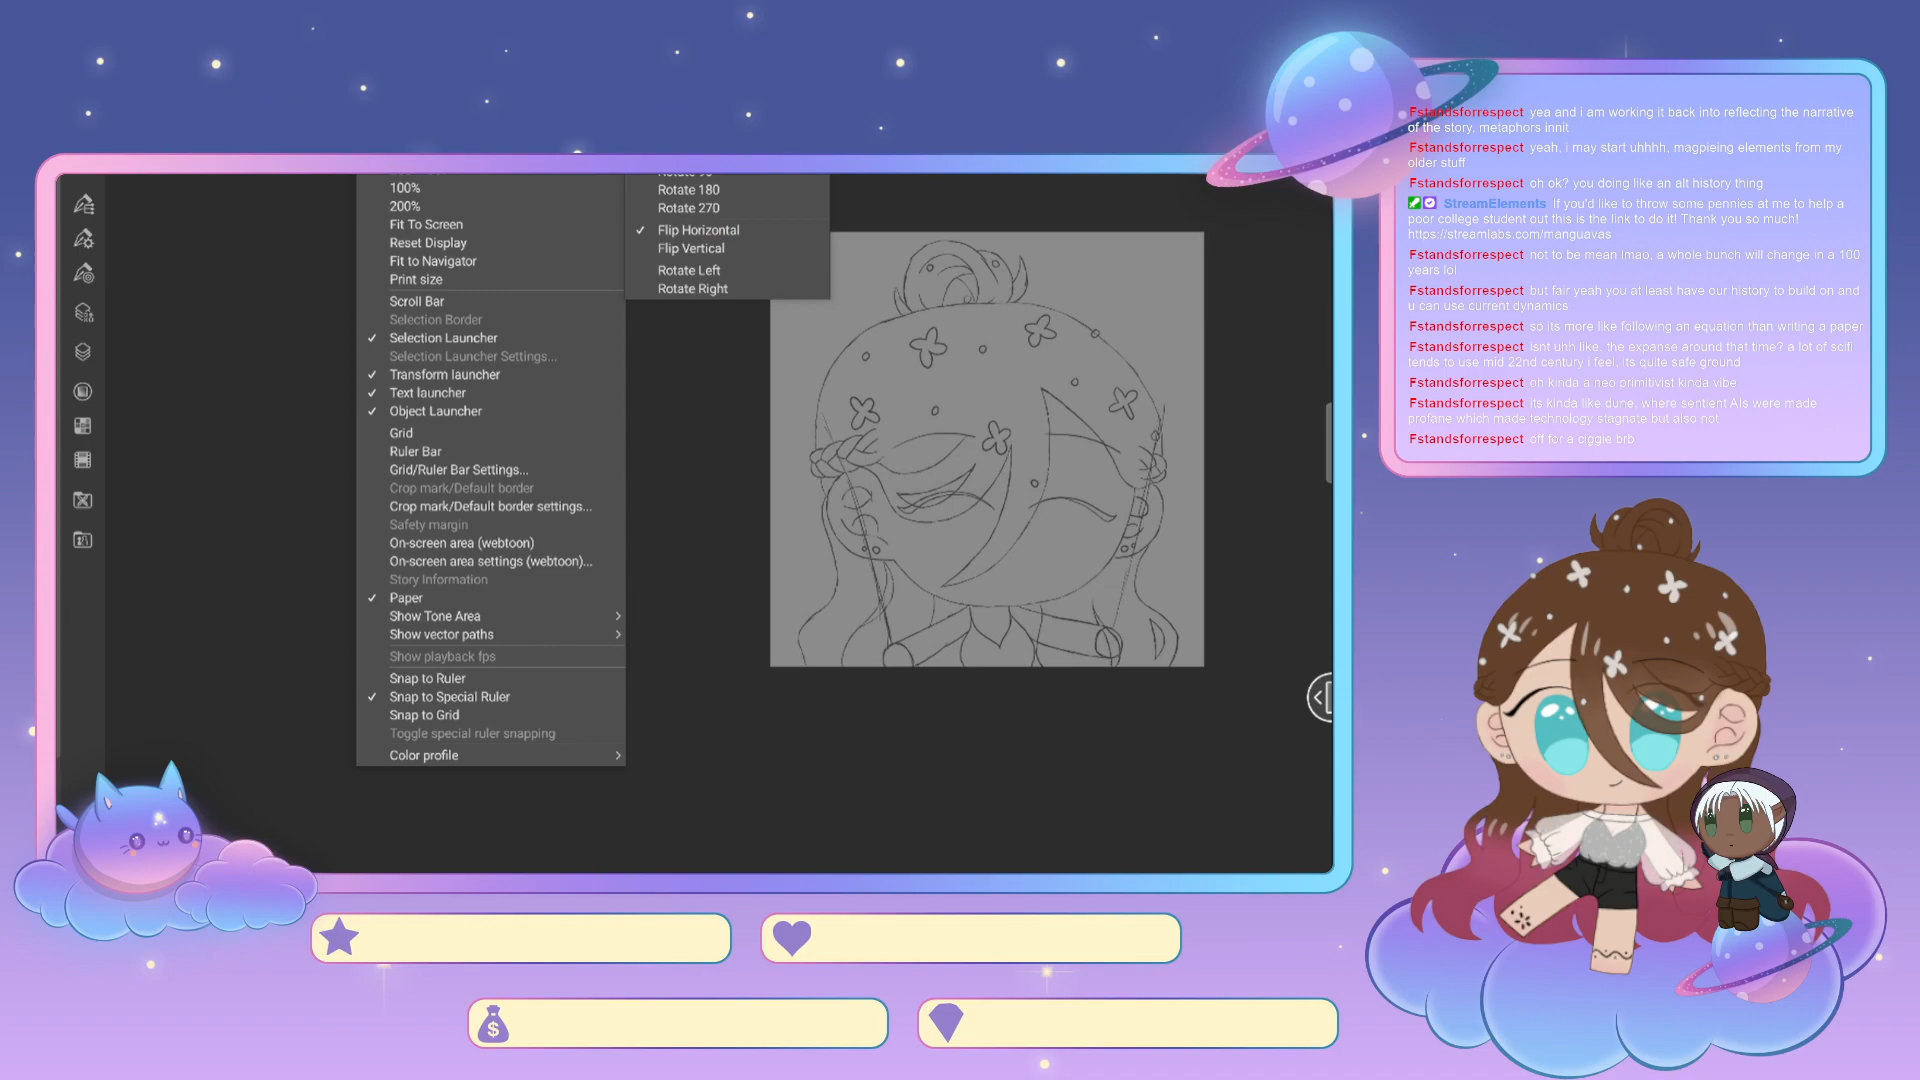 100%
200%
Fit To Screen
Reset Display
Fit to Navigator
Print size
Scroll Bar
Selection Border
Selection Launcher
Selection Launcher Settings...
Transform launcher
Text launcher
Object Launcher
Grid
Ruler Bar
Grid/Ruler Bar Settings...
Crop mark/Default border
Crop mark/Default border settings...
Safety margin
On-screen area (webtoon)
On-screen area settings (webtoon)...
Story Information
Paper
Show Tone Area
Show vector paths
Show playback fps
Snap to Ruler
Snap to Special Ruler
Snap to Grid
Toggle special ruler snapping
Color profile
Rotate 180
Rotate 270
Flip Horizontal
Flip Vertical
Rotate Left
Rotate Right
Fstandsforrespect yea and i am working it back into reflecting the narrative
of the story, metaphors innit
Fstandsforrespect yeah, i may start uhhhh, magpieing elements from my
older stuff
Fstandsforrespect oh ok? you doing like an alt history thing
StreamElements If you'd like to throw some pennies at me to help a
poor college student out this is the link to do it! Thank you so much!
https://streamlabs.com/manguavas
Fstandsforrespect not to be mean lmao, a whole bunch will change in a 100
years lol
Fstandsforrespect but fair yeah you at least have our history to build on and
u can use current dynamics
Fstandsforrespect so its more like following an equation than writing a paper
Fstandsforrespect isnt uhn like. the expanse around that time? a lot of scifi
tends to use mid 22nd century i feel. its quite safe ground
Fstandsforrespect oh kinda a neo primitivist kinda vibe
Fstandsforrespect its kinda like dune, where sentient AIs were made
profane which made technology stagnate but also not
Fstandsforrespect off for a ciggie brb